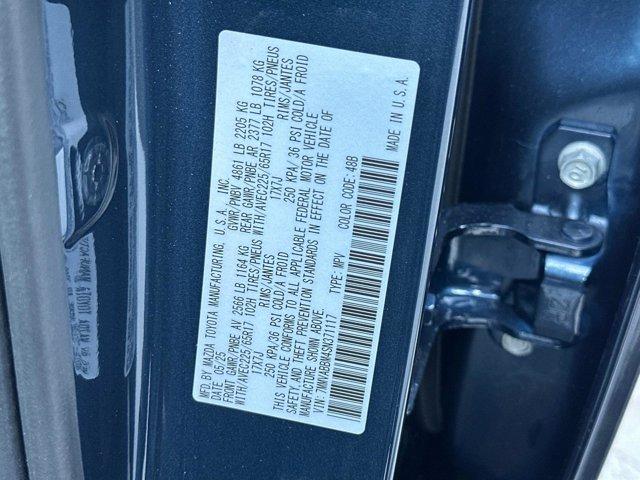 MFD. BY MAZDA TOYOTA MANUFACTURING, U.S.A., INC.
DATE: 05/25 GVWR/PNBV 4861 LB 2205 KG
FRONT GAWR/PNBE AV 2566 LB 1164 KG REAR GAWR/PNBE AR 2377 LB 1078 KG
WITH/AVEC225/65R17 102H TIRES/PNEUS WITH/AVEC225/65R17 102H TIRES/PNEUS
17X7J RIMS/JANTES 17X7J RIMS/JANTES
250 KPA/36 PSI COLD/A FROID 250 KPA/ 36 PSI COLD/A FROID
THIS VEHICLE CONFORMS TO ALL APPLICABLE FEDERAL MOTOR VEHICLE
SAFETY, AND THEFT PREVENTION STANDARDS IN EFFECT ON THE DATE OF
MANUFACTURE SHOWN ABOVE.
VIN: 7MMVABBM4SN371117 TYPE: MPV COLOR CODE: 48B
MADE IN U.S.A.